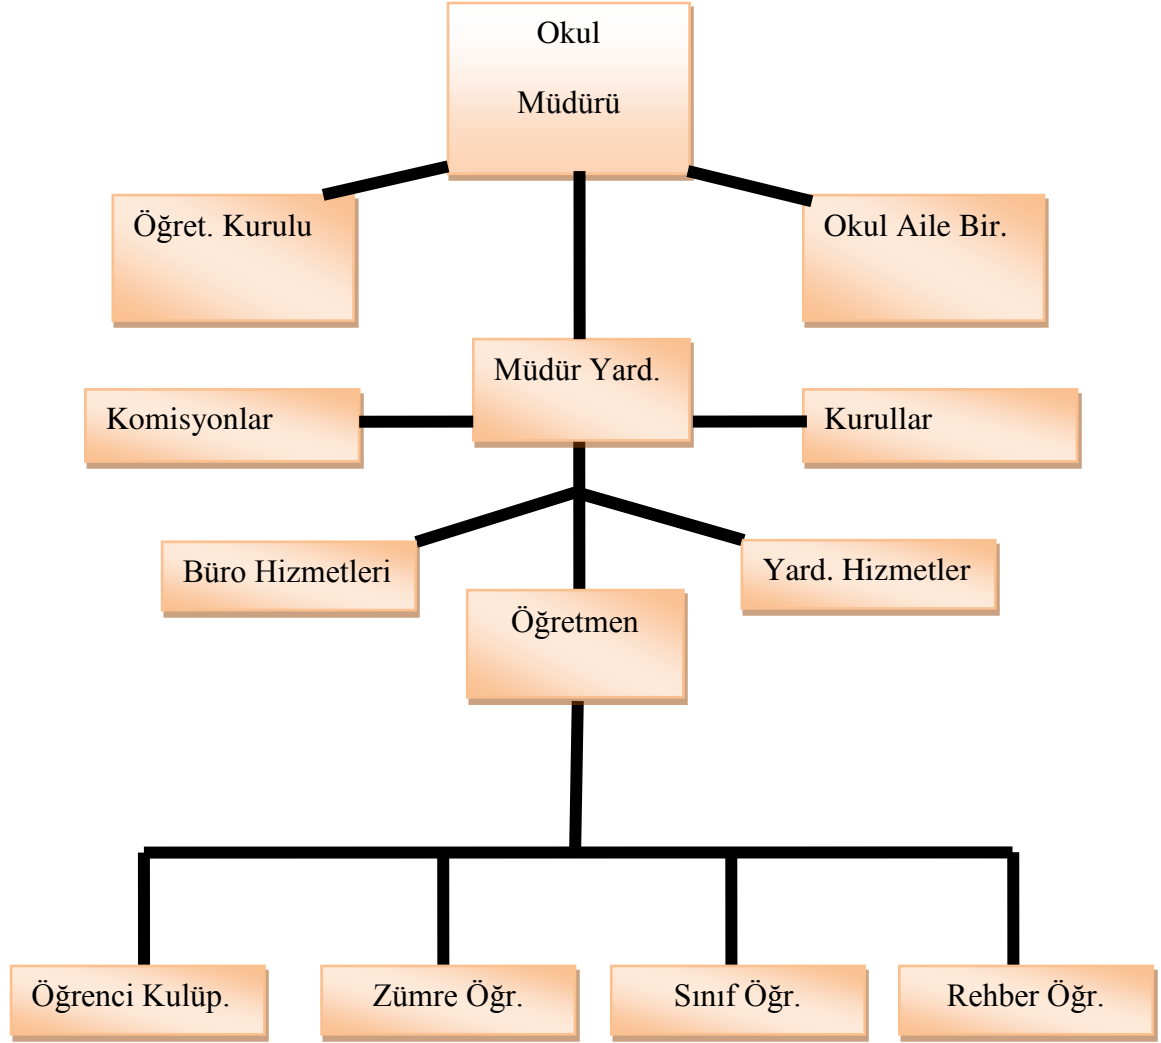 Okul
Müdürü
Öğret. Kurulu
Okul Aile Bir.
Müdür Yard.
Komisyonlar
Kurullar
Büro Hizmetleri
Yard. Hizmetler
Öğretmen
Öğrenci Kulüp.
Zümre Öğr.
Sınıf Öğr.
Rehber Öğr.